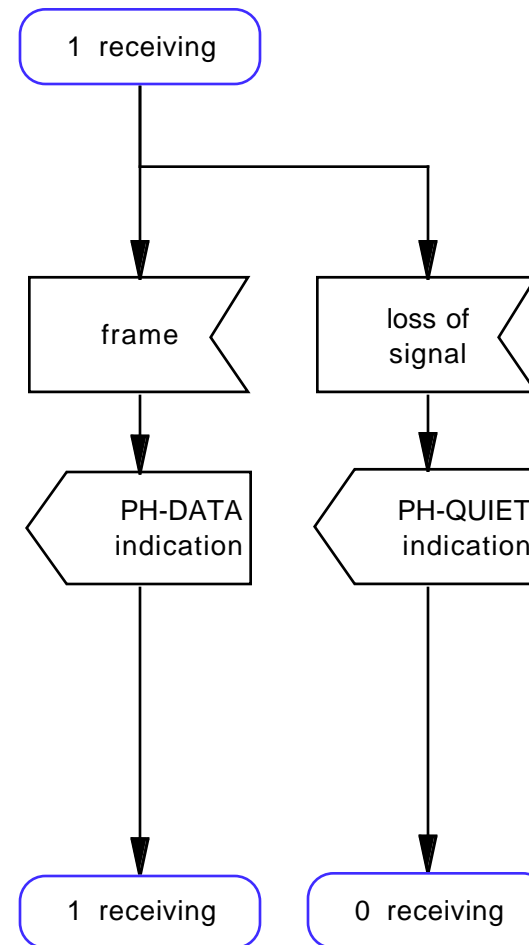 1 receiving
frame
loss of
signal
PH-DATA
indication
PH-QUIET
indication
1 receiving
0 receiving